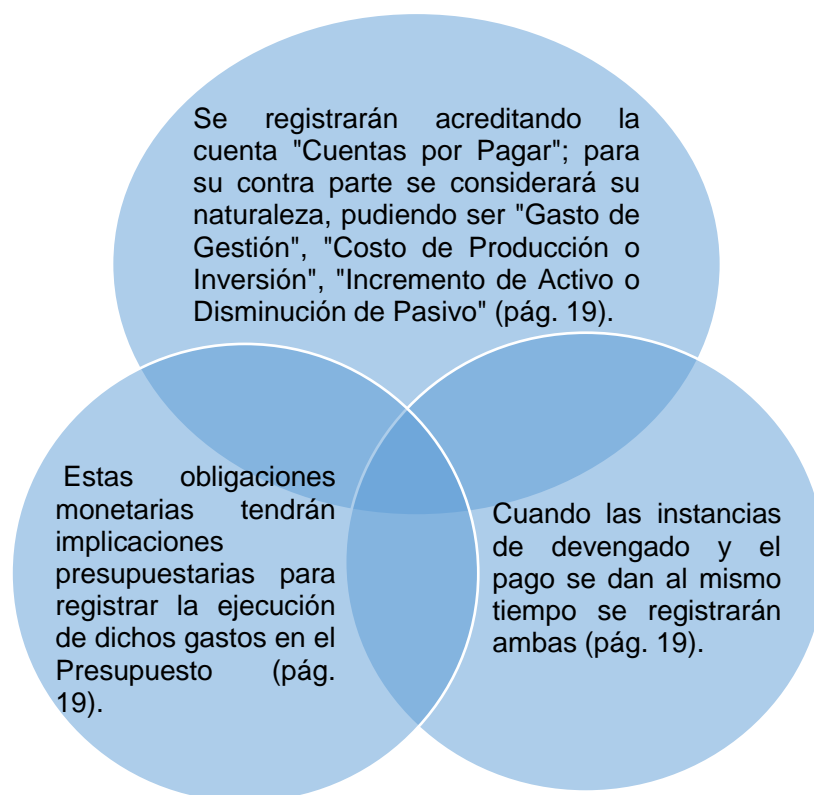 Se registrarán acreditando la
cuenta "Cuentas por Pagar"; para
su contra parte se considerará su
naturaleza, pudiendo ser "Gasto de
Gestión", "Costo de Producción o
Inversión", "Incremento de Activo o
Disminución de Pasivo" (pág. 19).
Estas obligaciones
monetarias tendrán
implicaciones
presupuestarias para
registrar la ejecución
de dichos gastos en el
Presupuesto (pág.
19).
Cuando las instancias
de devengado y el
pago se dan al mismo
tiempo se registrarán
ambas (pág. 19).